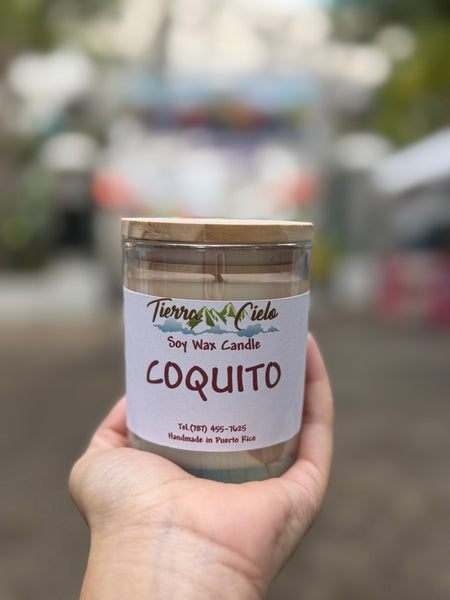 Tierra Cielo
Soy Wax Candle
COQUITO
Tel.(787) 455-7625
Handmade in Puerto Rico